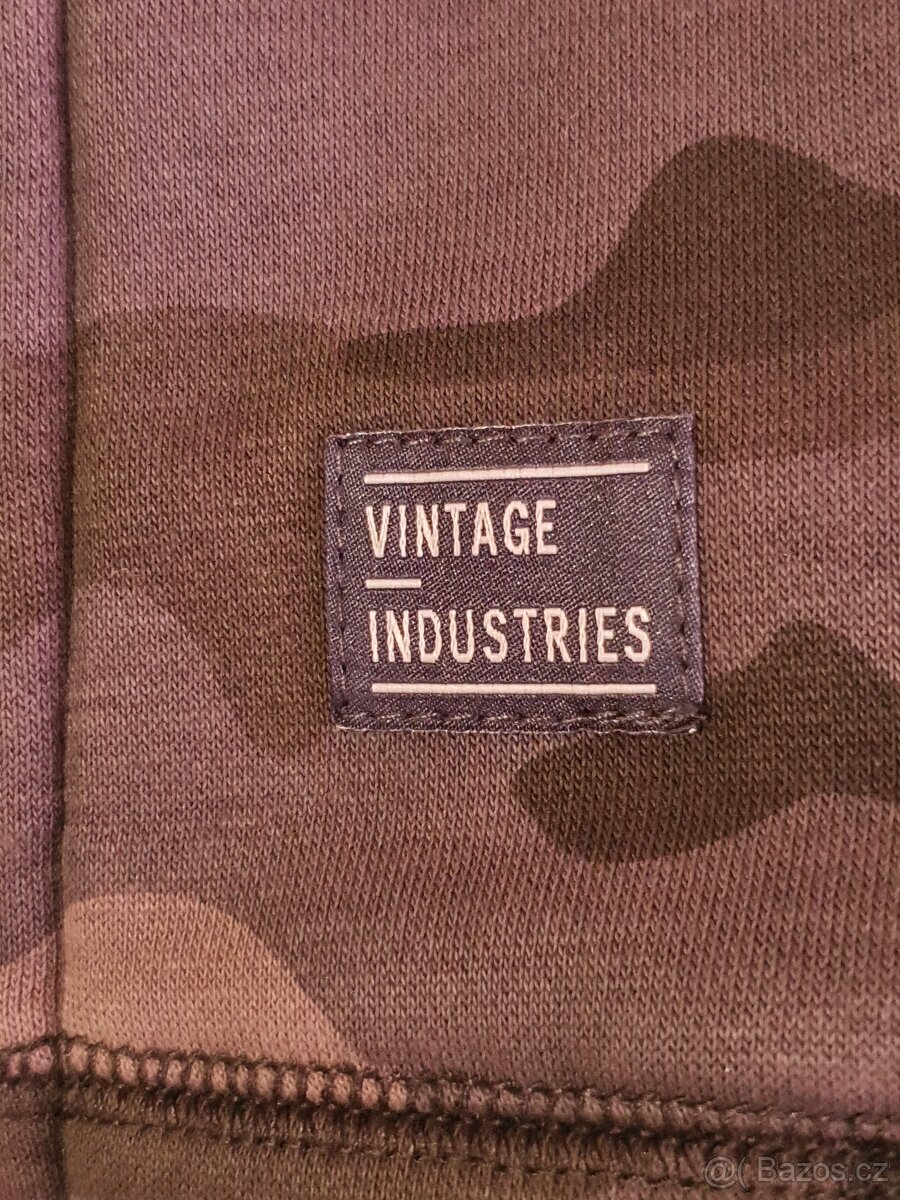 VINTAGE
INDUSTRIES
@( Bazos.cz